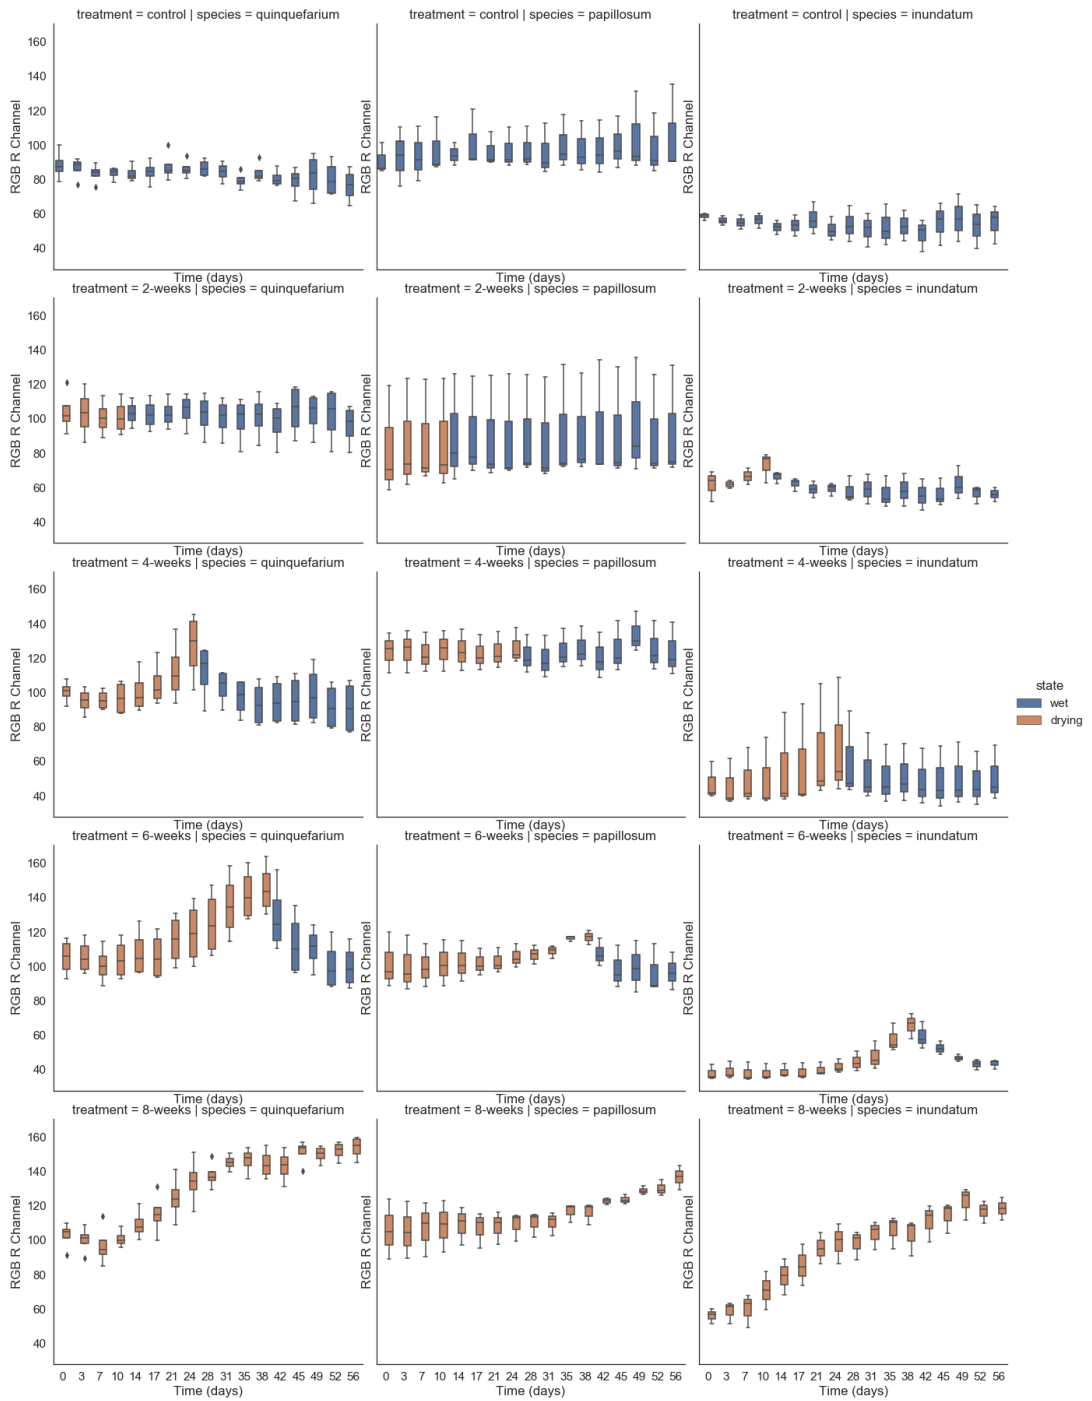 treatment = control | species = quinquefarium
treatment = control | species = papillosum
treatment = control | species = inundatum
160
140
120
100
80
60
40
RGB R Channel
RGB R Channel
RGB R Channel
Time (days)
Time (days)
Time (days)
treatment = 2-weeks | species = quinquefarium
treatment = 2-weeks | species = papillosum
treatment = 2-weeks | species = inundatum
160
140
120
100
80
60
40
RGB R Channel
RGB R Channel
RGB R Channel
Time (days)
Time (days)
Time (days)
treatment = 4-weeks | species = quinquefarium
treatment = 4-weeks | species = papillosum
treatment = 4-weeks | species = inundatum
160
140
120
100
80
60
40
RGB R Channel
RGB R Channel
RGB R Channel
state
wet
drying
Time (days)
Time (days)
Time (days)
treatment = 6-weeks | species = quinquefarium
treatment = 6-weeks | species = papillosum
treatment = 6-weeks | species = inundatum
160
140
120
100
80
60
40
RGB R Channel
RGB R Channel
RGB R Channel
Time (days)
Time (days)
Time (days)
treatment = 8-weeks | species = quinquefarium
treatment = 8-weeks | species = papillosum
treatment = 8-weeks | species = inundatum
160
140
120
100
80
60
40
RGB R Channel
RGB R Channel
RGB R Channel
0 3 7 10 14 17 21 24 28 31 35 38 42 45 49 52 56
0 3 7 10 14 17 21 24 28 31 35 38 42 45 49 52 56
0 3 7 10 14 17 21 24 28 31 35 38 42 45 49 52 56
Time (days)
Time (days)
Time (days)